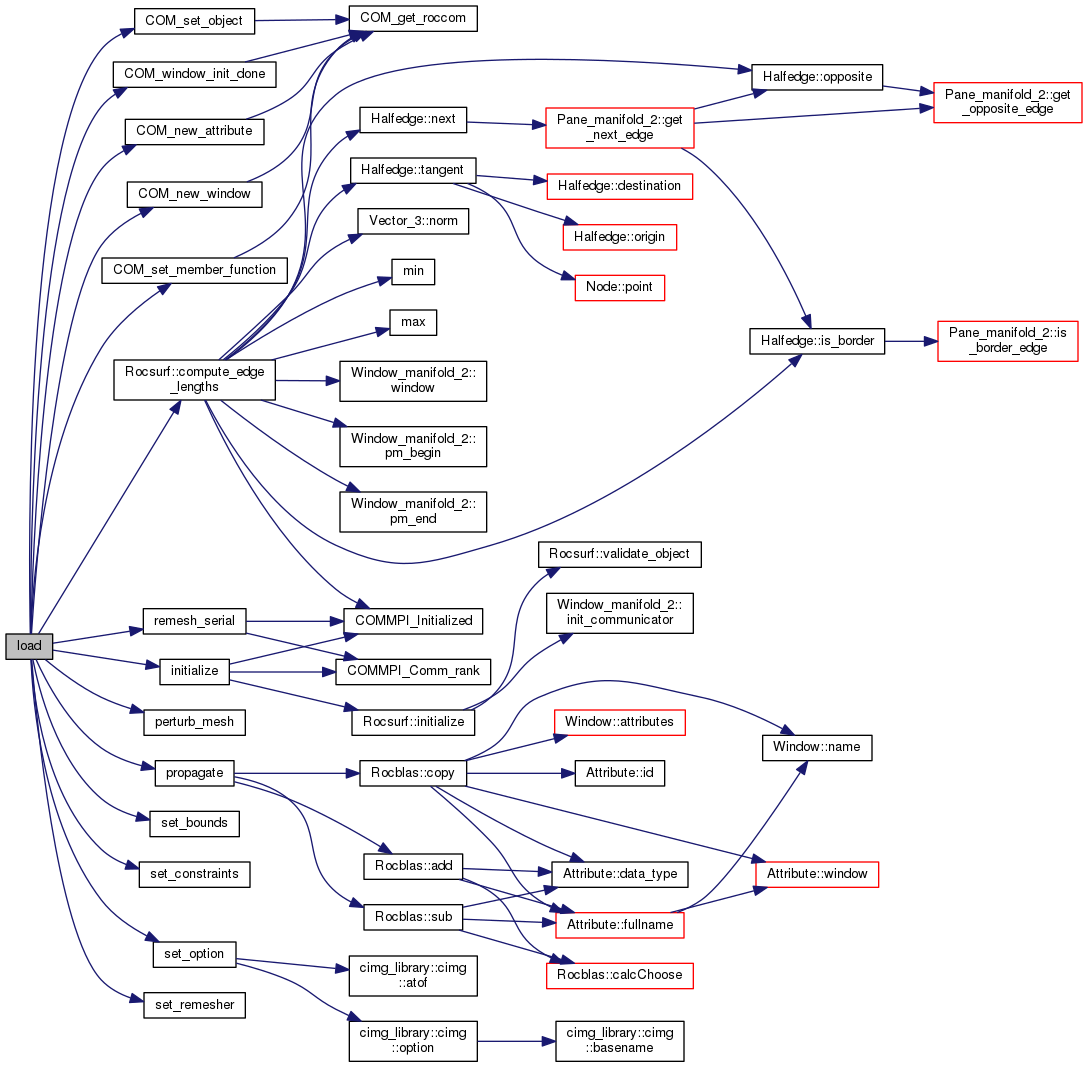 COM_set_object
COM_get_roccom
COM_window_init_done
Halfedge::opposite
Pane_manifold_2::get
_opposite_edge
COM_new_attribute
Halfedge::next
Pane_manifold_2::get
_next_edge
COM_new_window
Halfedge::tangent
Halfedge::destination
Vector_3::norm
Halfedge::origin
COM_set_member_function
min
Node::point
max
Halfedge::is_border
Pane_manifold_2::is
_border_edge
Rocsurf::compute_edge
_lengths
Window_manifold_2::
window
Window_manifold_2::
pm_begin
Window_manifold_2::
pm_end
Rocsurf::validate_object
Window_manifold_2::
init_communicator
load
remesh_serial
COMMPI_Initialized
initialize
COMMPI_Comm_rank
perturb_mesh
Rocsurf::initialize
Window::attributes
Window::name
propagate
Rocblas::copy
Attribute::id
set_bounds
set_constraints
Rocblas::add
Attribute::data_type
Attribute::window
Rocblas::sub
Attribute::fullname
set_option
cimg_library::cimg
::atof
Rocblas::calcChoose
set_remesher
cimg_library::cimg
::option
cimg_library::cimg
::basename